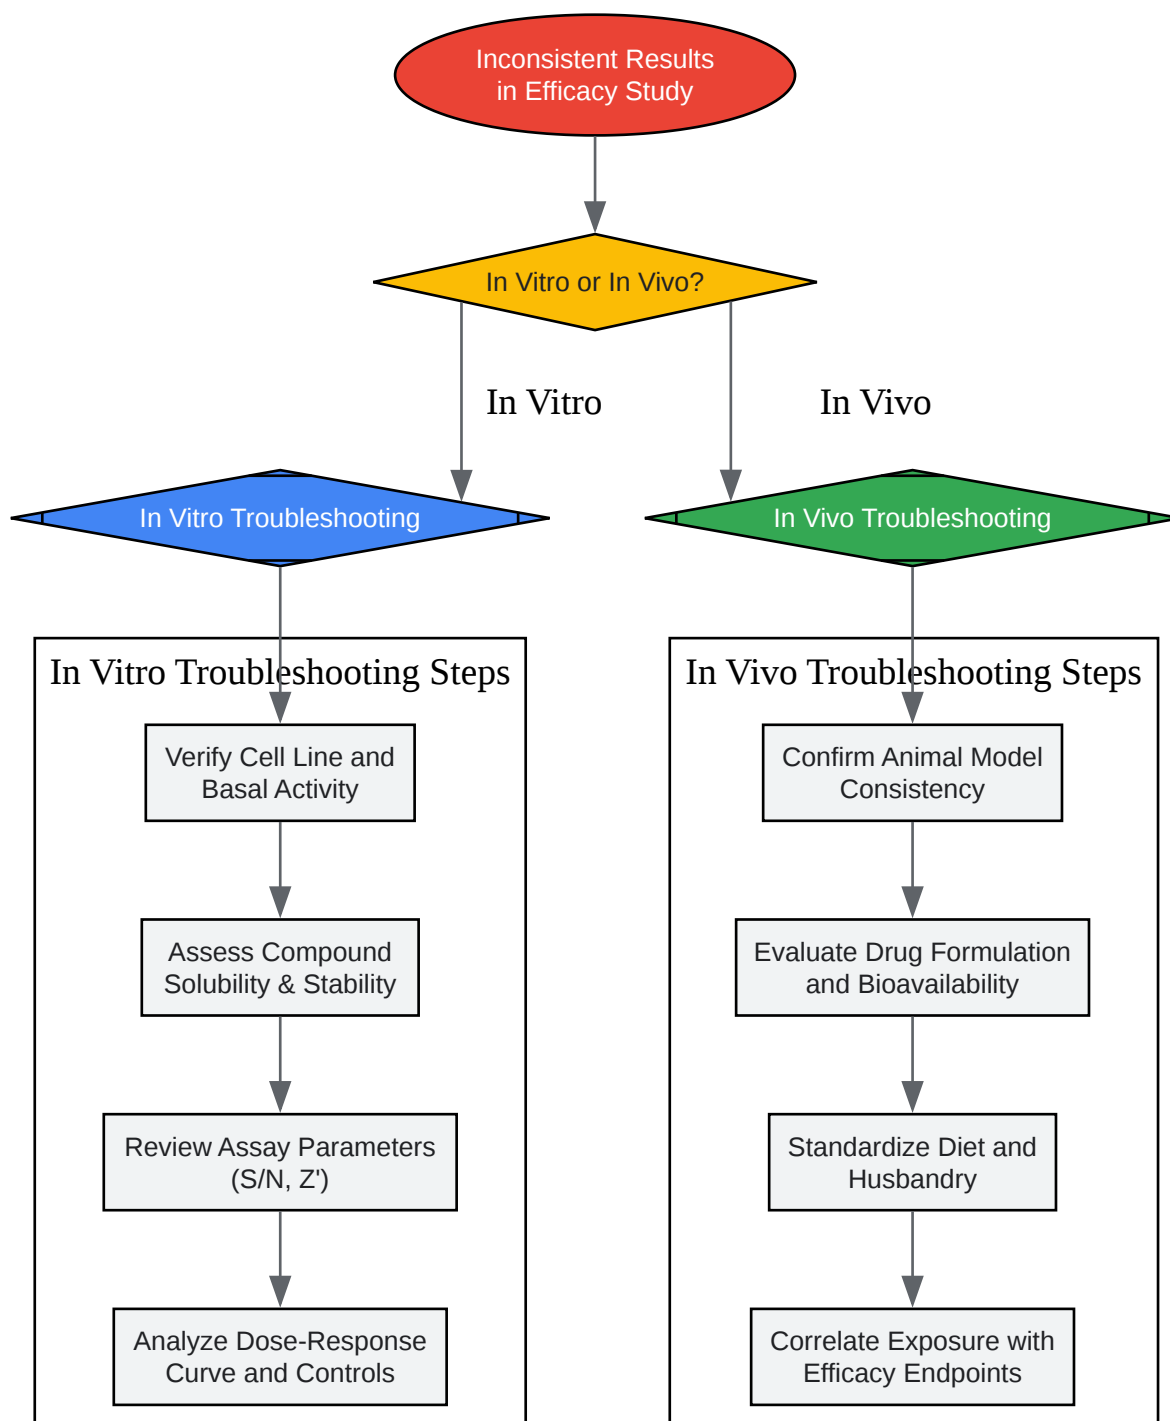 Inconsistent Results
in Efficacy Study
In Vitro or In Vivo?
In Vitro
In Vivo
In Vitro Troubleshooting
In Vivo Troubleshooting
In Vitro Troubleshooting Steps
Verify Cell Line and
Basal Activity
Assess Compound
Solubility & Stability
Review Assay Parameters
(S/N, Z')
Analyze Dose-Response
Curve and Controls
In Vivo Troubleshooting Steps
Confirm Animal Model
Consistency
Evaluate Drug Formulation
and Bioavailability
Standardize Diet and
Husbandry
Correlate Exposure with
Efficacy Endpoints